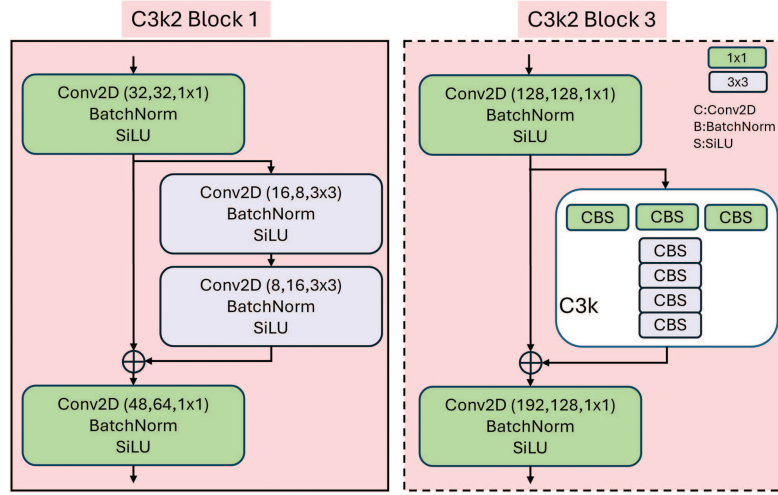 C3k2 Block 1
Conv2D (32,32,1x1)
BatchNorm
SiLU
Conv2D (16,8,3x3)
BatchNorm
SiLU
Conv2D (8,16,3x3)
BatchNorm
SiLU
Conv2D (48,64,1x1)
BatchNorm
SiLU
C3k2 Block 3
1x1
3x3
C:Conv2D
B:BatchNorm
S:SiLU
Conv2D (128,128,1x1)
BatchNorm
SiLU
CBS CBS CBS
CBS
CBS
CBS
CBS
C3k
Conv2D (192,128,1x1)
BatchNorm
SiLU